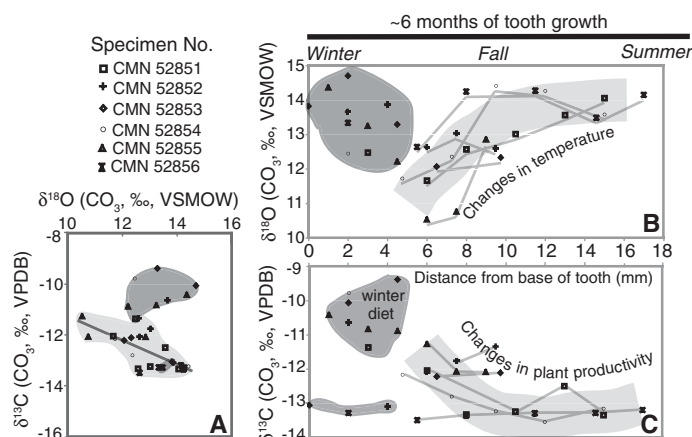 ~6 months of tooth growth
Winter Fall Summer
Specimen No.
CMN 52851
CMN 52852
CMN 52853
CMN 52854
CMN 52855
CMN 52856
δ18O (CO3, ‰, VSMOW)
10 12 14 16
δ13C (CO3, ‰, VPDB)
-8
-10
-12
-14
-16
A
δ18O (CO3, ‰, VSMOW)
15
14
13
12
11
10
Changes in temperature
B
0 2 4 6 8 10 12 14 16 18
Distance from base of tooth (mm)
δ13C (CO3, ‰, VPDB)
-9
-10
-11
-12
-13
-14
winter
diet
Changes in plant productivity
C